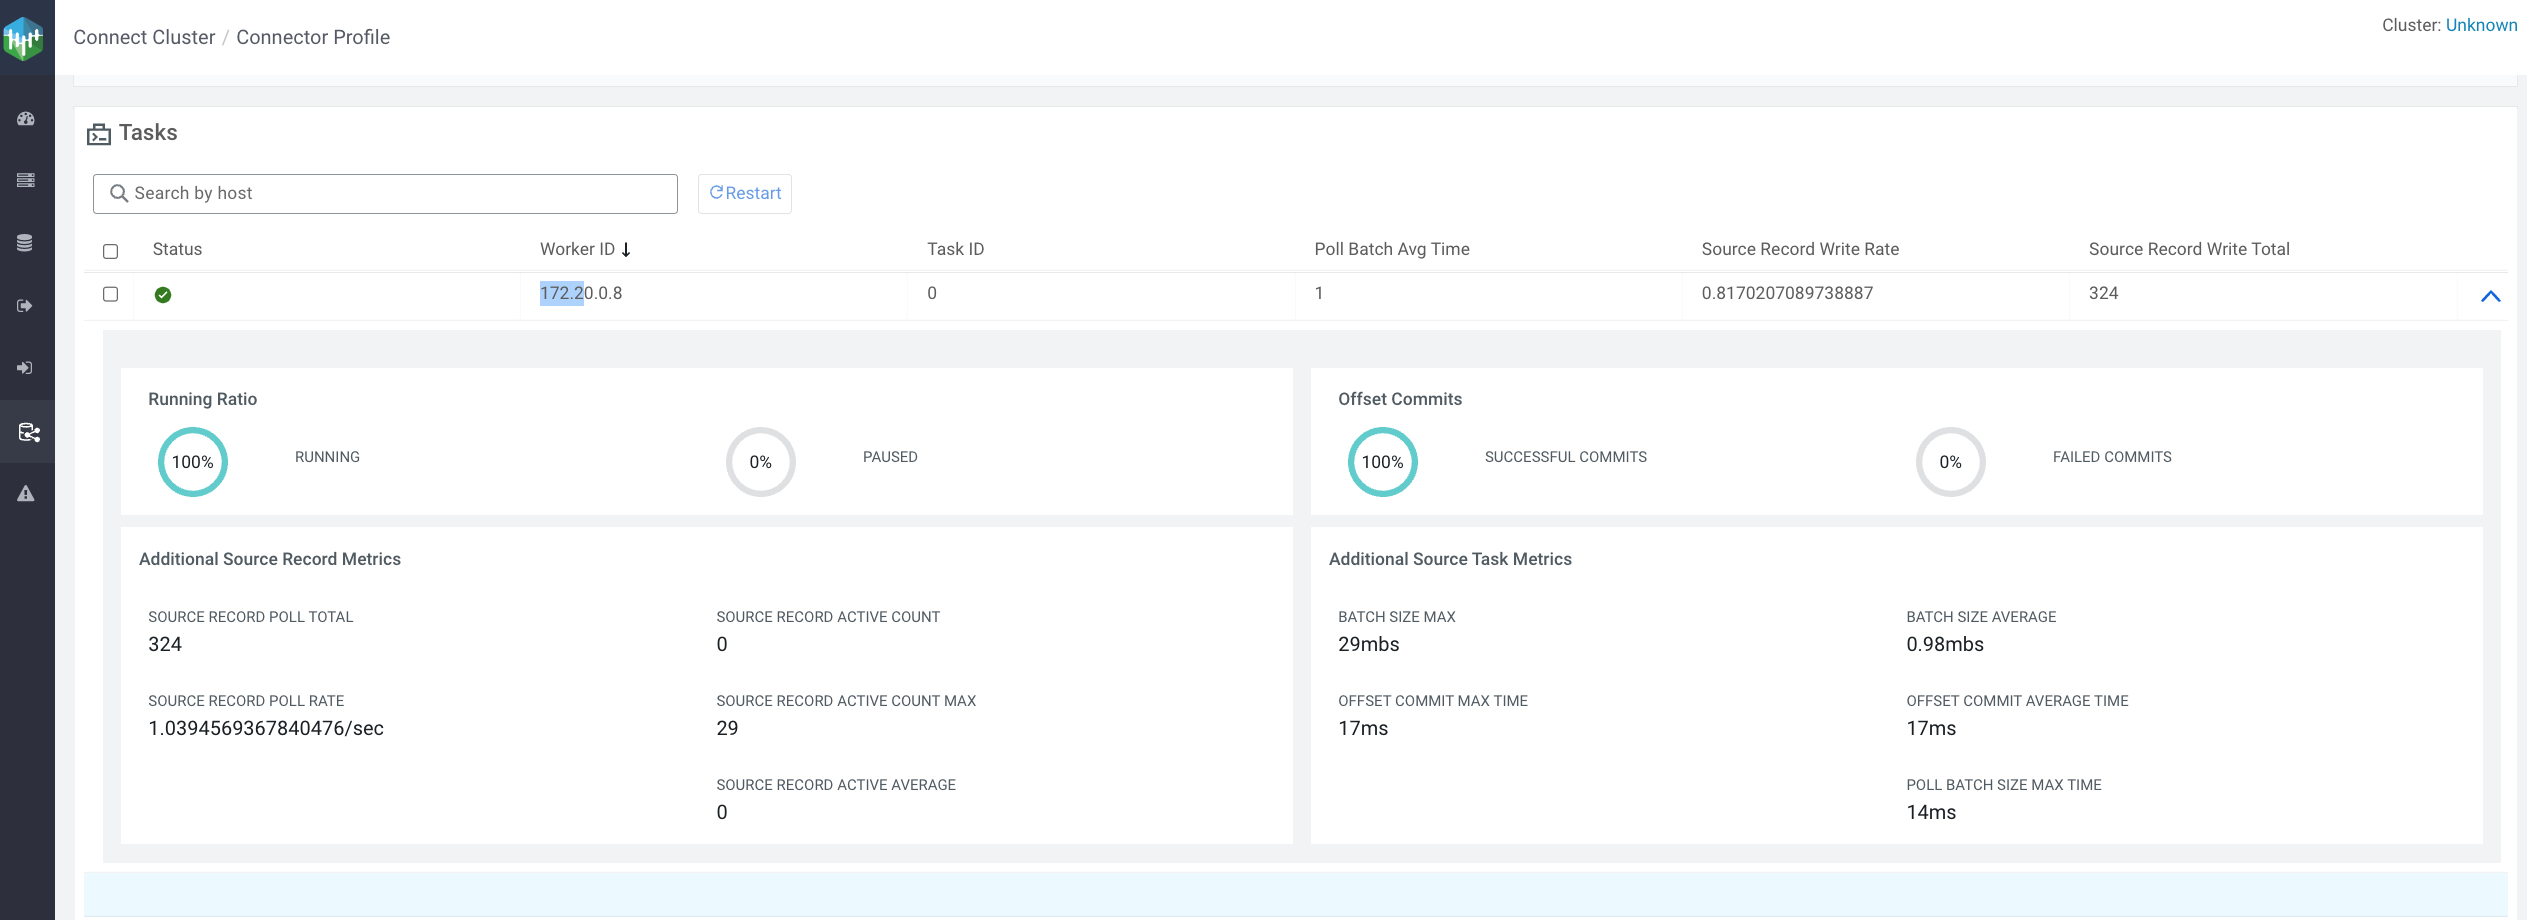 Connect Cluster / Connector Profile
Cluster: Unknown
Tasks
Search by host
Restart
Status Worker ID Task ID Poll Batch Avg Time Source Record Write Rate Source Record Write Total
172.20.0.8 0 1 0.8170207089738887 324
Running Ratio
100% RUNNING 0% PAUSED
Offset Commits
100% SUCCESSFUL COMMITS 0% FAILED COMMITS
Additional Source Record Metrics
SOURCE RECORD POLL TOTAL
324
SOURCE RECORD ACTIVE COUNT
0
SOURCE RECORD POLL RATE
1.0394569367840476/sec
SOURCE RECORD ACTIVE COUNT MAX
29
SOURCE RECORD ACTIVE AVERAGE
0
Additional Source Task Metrics
BATCH SIZE MAX
29mbs
BATCH SIZE AVERAGE
0.98mbs
OFFSET COMMIT MAX TIME
17ms
OFFSET COMMIT AVERAGE TIME
17ms
POLL BATCH SIZE MAX TIME
14ms